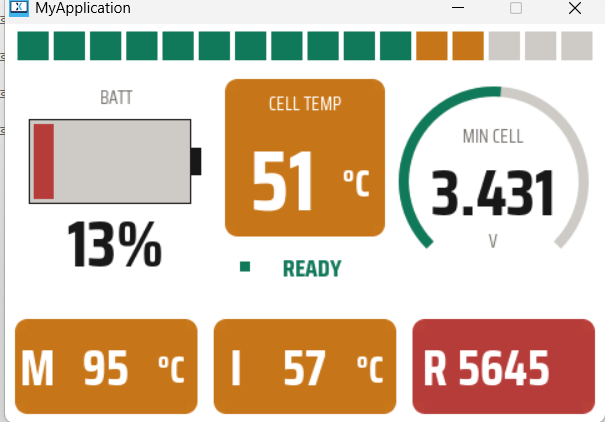 MyApplication
BATT
13%
CELL TEMP
51 °C
READY
MIN CELL
3.431
V
M 95 °C
I 57 °C
R 5645